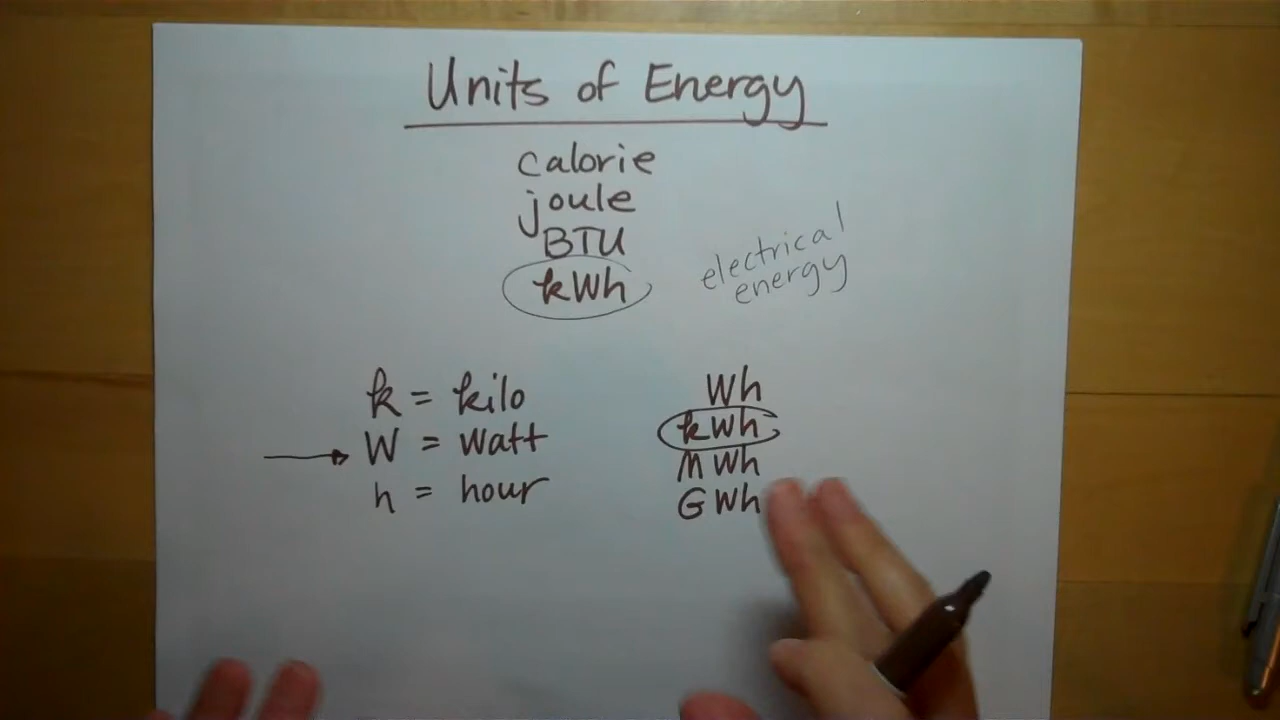 Units of Energy
calorie
joule
BTU
kWh
electrical
energy
k = kilo
W = Watt
h = hour
Wh
kWh
MWh
GWh